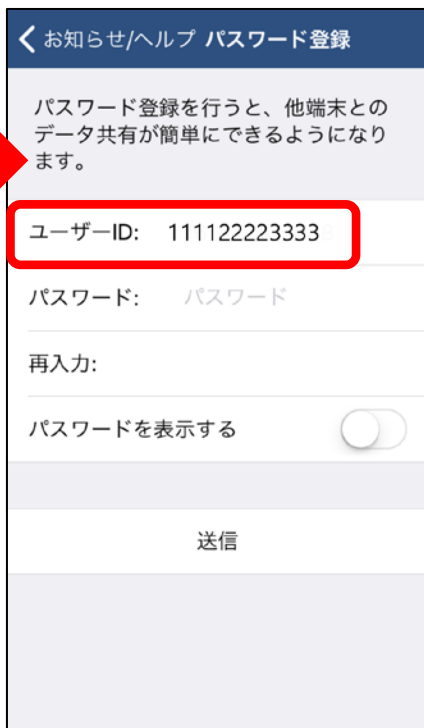 お知らせ/ヘルプ パスワード登録
パスワード登録を行うと、他端末との
データ共有が簡単にできるようになり
ます。
ユーザーID: 111122223333
パスワード: パスワード
再入力:
パスワードを表示する
送信